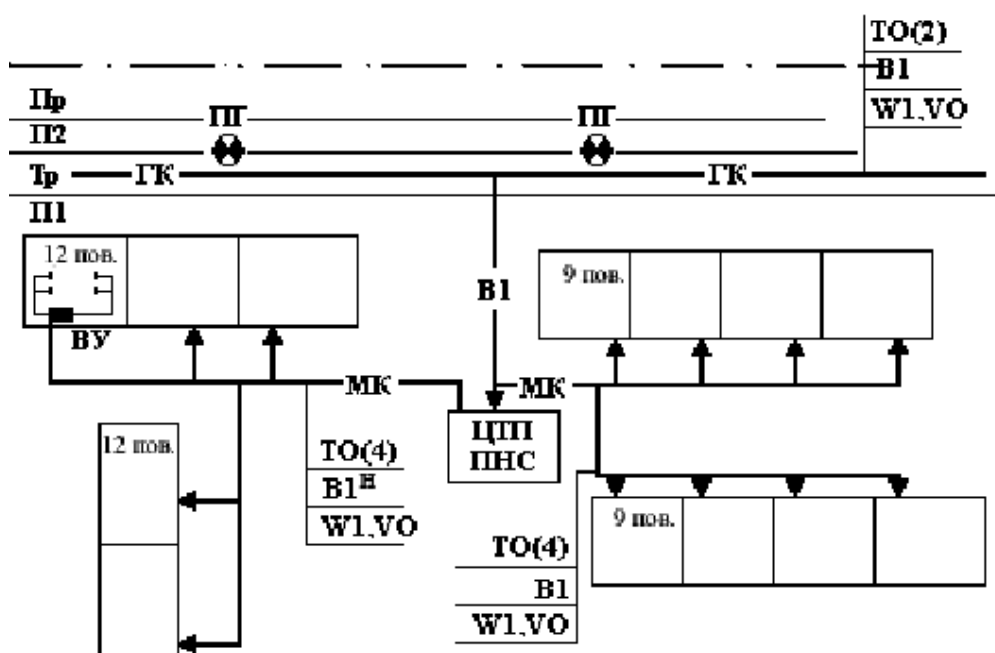 ТО(2)
В1
W1,VO
Пр
ПГ
ПГ
П2
Тр
ГК
ГК
П1
12 пов.
9 пов.
В1
ВУ
МК
МК
ЦТП
ПНС
12 пов.
ТО(4)
В1ᴴ
W1,VO
9 пов.
ТО(4)
В1
W1,VO